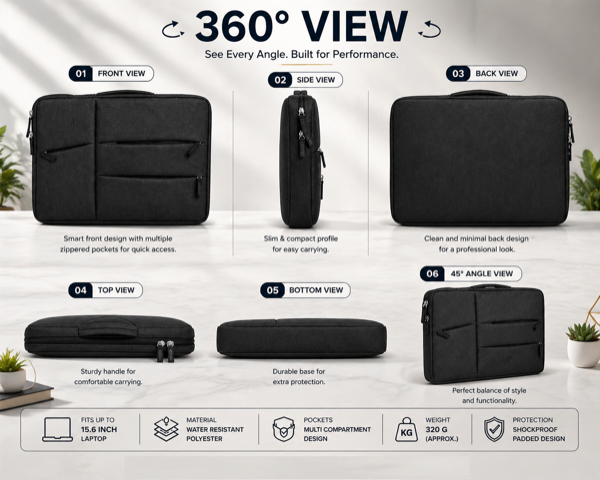 360° VIEW
See Every Angle. Built for Performance.
01 FRONT VIEW
Smart front design with multiple
zippered pockets for quick access.
02 SIDE VIEW
Slim & compact profile
for easy carrying.
03 BACK VIEW
Clean and minimal back design
for a professional look.
04 TOP VIEW
Sturdy handle for
comfortable carrying.
05 BOTTOM VIEW
Durable base for
extra protection.
06 45° ANGLE VIEW
Perfect balance of style
and functionality.
FITS UP TO
15.6 INCH
LAPTOP
MATERIAL
WATER RESISTANT
POLYESTER
POCKETS
MULTI COMPARTMENT
DESIGN
KG
WEIGHT
320 G
(APPROX.)
PROTECTION
SHOCKPROOF
PADDED DESIGN